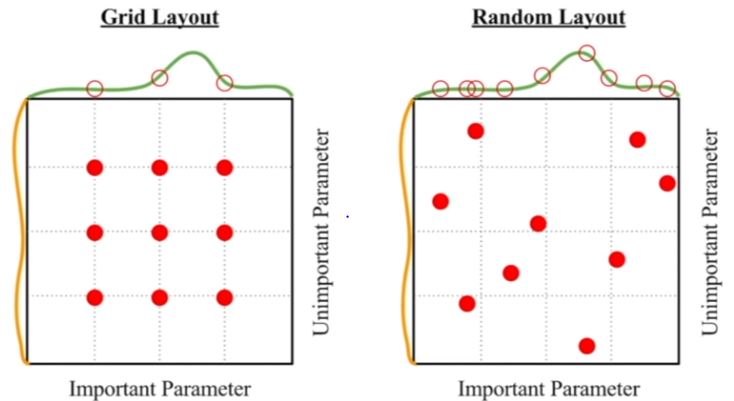 Grid Layout
Random Layout
Unimportant Parameter
Unimportant Parameter
Important Parameter
Important Parameter